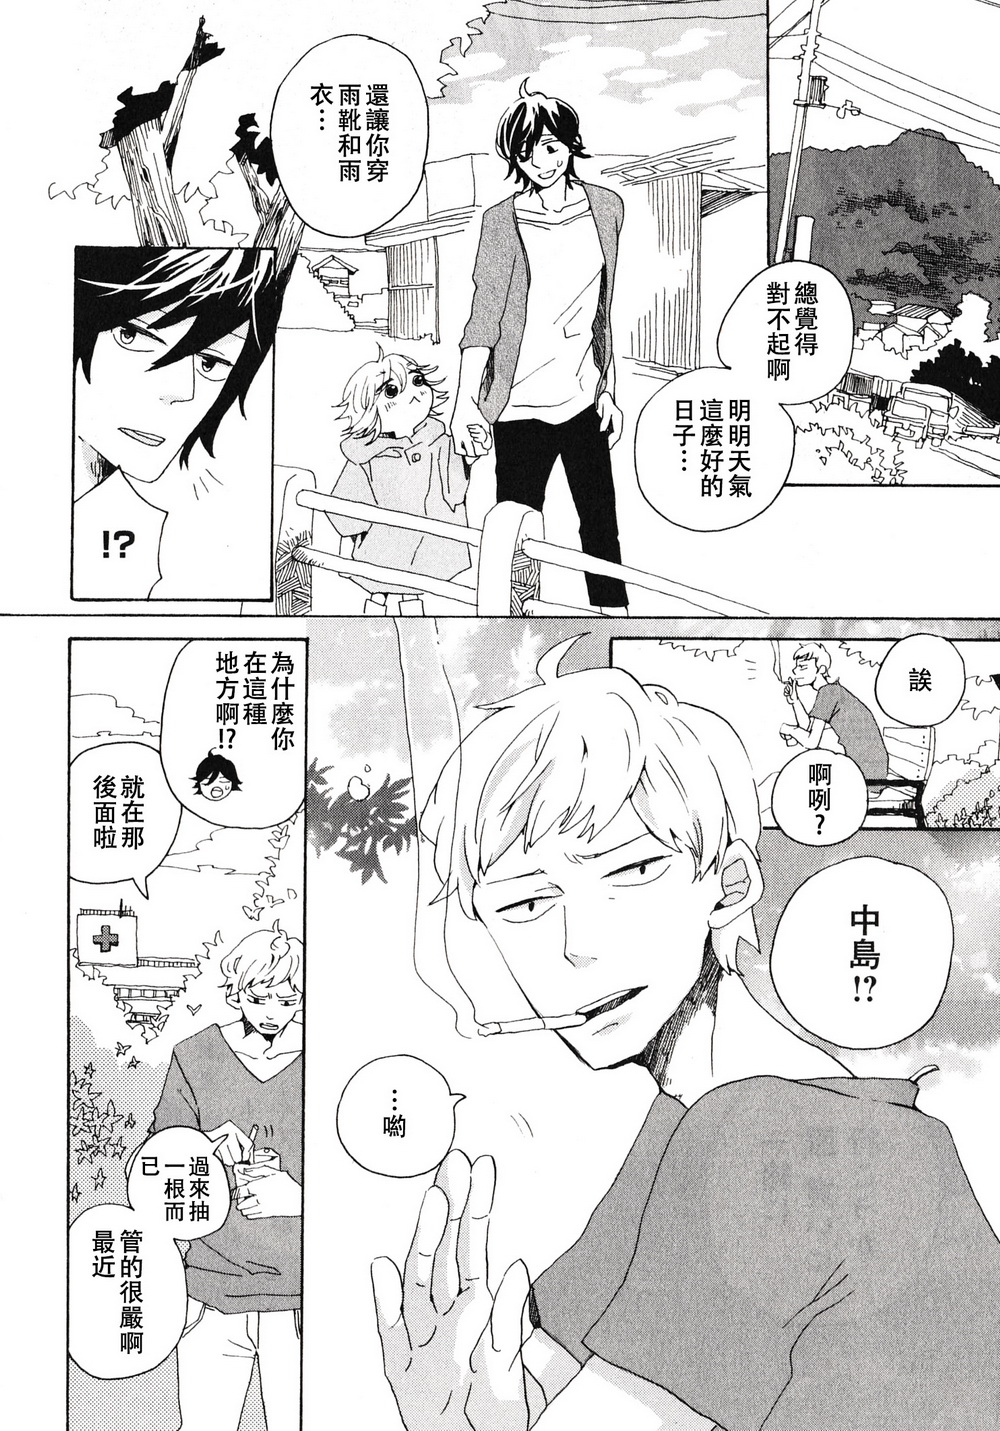 總覺得
對不起啊
明明天氣
這麼好的
日子…
還讓你穿
雨靴和雨
衣…
!?
誒
啊咧?
中島!?
…喲
為什麼你
在這種
地方啊!?
就在那
後面啦
過來抽
一根而
已
最近
管的很嚴啊